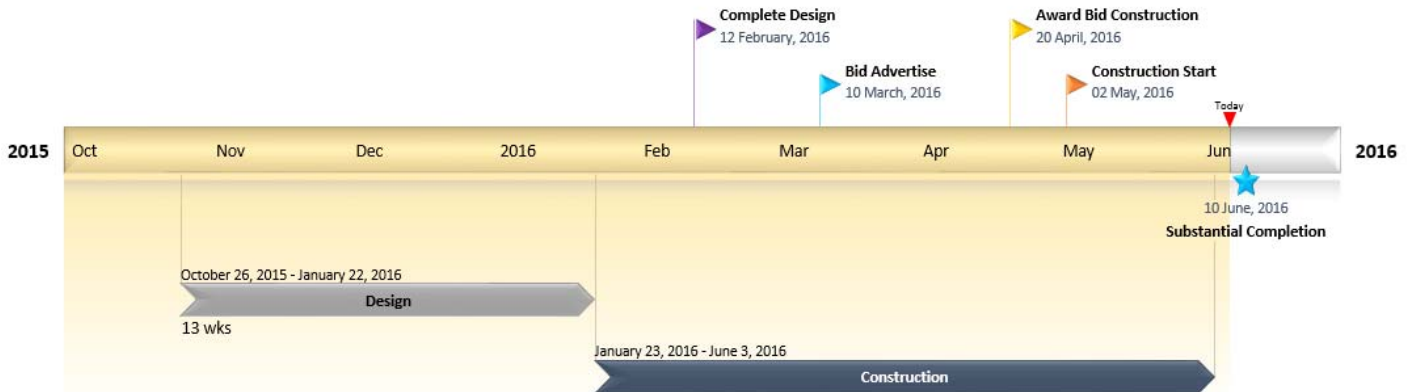 Complete Design
12 February, 2016
Award Bid Construction
20 April, 2016
Bid Advertise
10 March, 2016
Construction Start
02 May, 2016
Today
2015 Oct Nov Dec 2016 Feb Mar Apr May Jun 2016
10 June, 2016
Substantial Completion
October 26, 2015 - January 22, 2016
Design
13 wks
January 23, 2016 - June 3, 2016
Construction